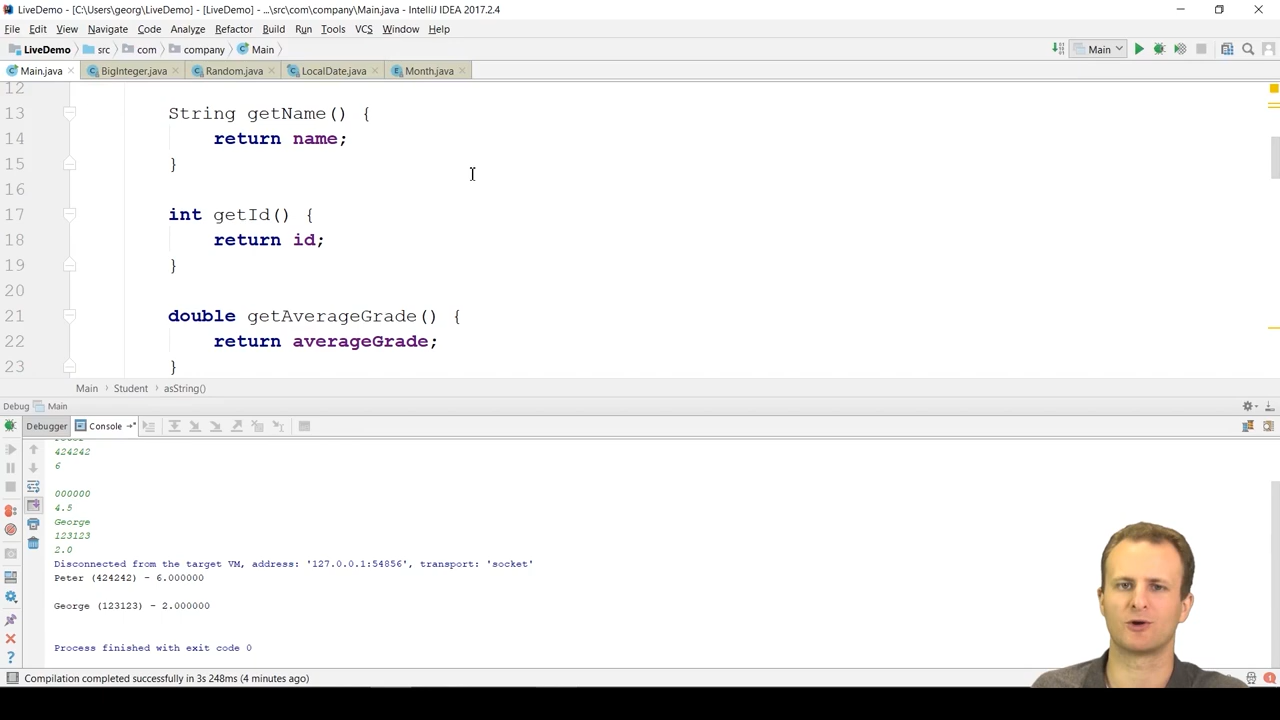 LiveDemo - [C:\Users\georg\LiveDemo] - [LiveDemo] - ...\src\com\company\Main.java - IntelliJ IDEA 2017.2.4
File Edit View Navigate Code Analyze Refactor Build Run Tools VCS Window Help
LiveDemo src com company Main Main
Main.java BigInteger.java Random.java LocalDate.java Month.java
12
13 String getName() {
14 return name;
15 }
16
17 int getId() {
18 return id;
19 }
20
21 double getAverageGrade() {
22 return averageGrade;
23 }
Main Student asString()
Debug Main
Debugger Console
424242
6
000000
4.5
George
123123
2.0
Disconnected from the target VM, address: '127.0.0.1:54856', transport: 'socket'
Peter (424242) - 6.000000
George (123123) - 2.000000
Process finished with exit code 0
Compilation completed successfully in 3s 248ms (4 minutes ago)